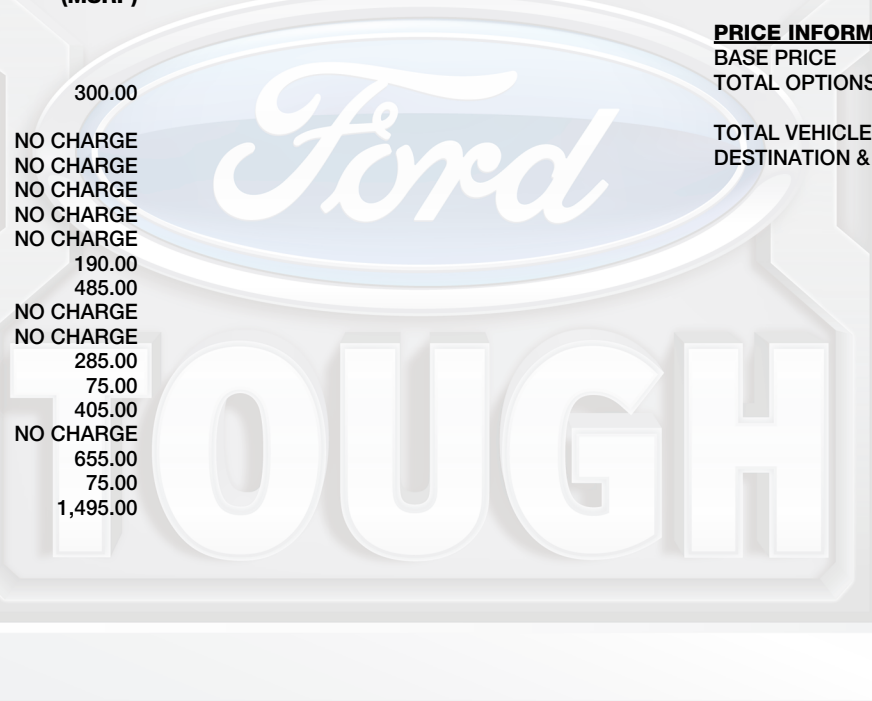 (MSRP)
300.00
NO CHARGE
NO CHARGE
NO CHARGE
NO CHARGE
NO CHARGE
190.00
485.00
NO CHARGE
NO CHARGE
285.00
75.00
405.00
NO CHARGE
655.00
75.00
1,495.00
PRICE INFORM
BASE PRICE
TOTAL OPTIONS
TOTAL VEHICLE
DESTINATION &
Ford
TOUGH